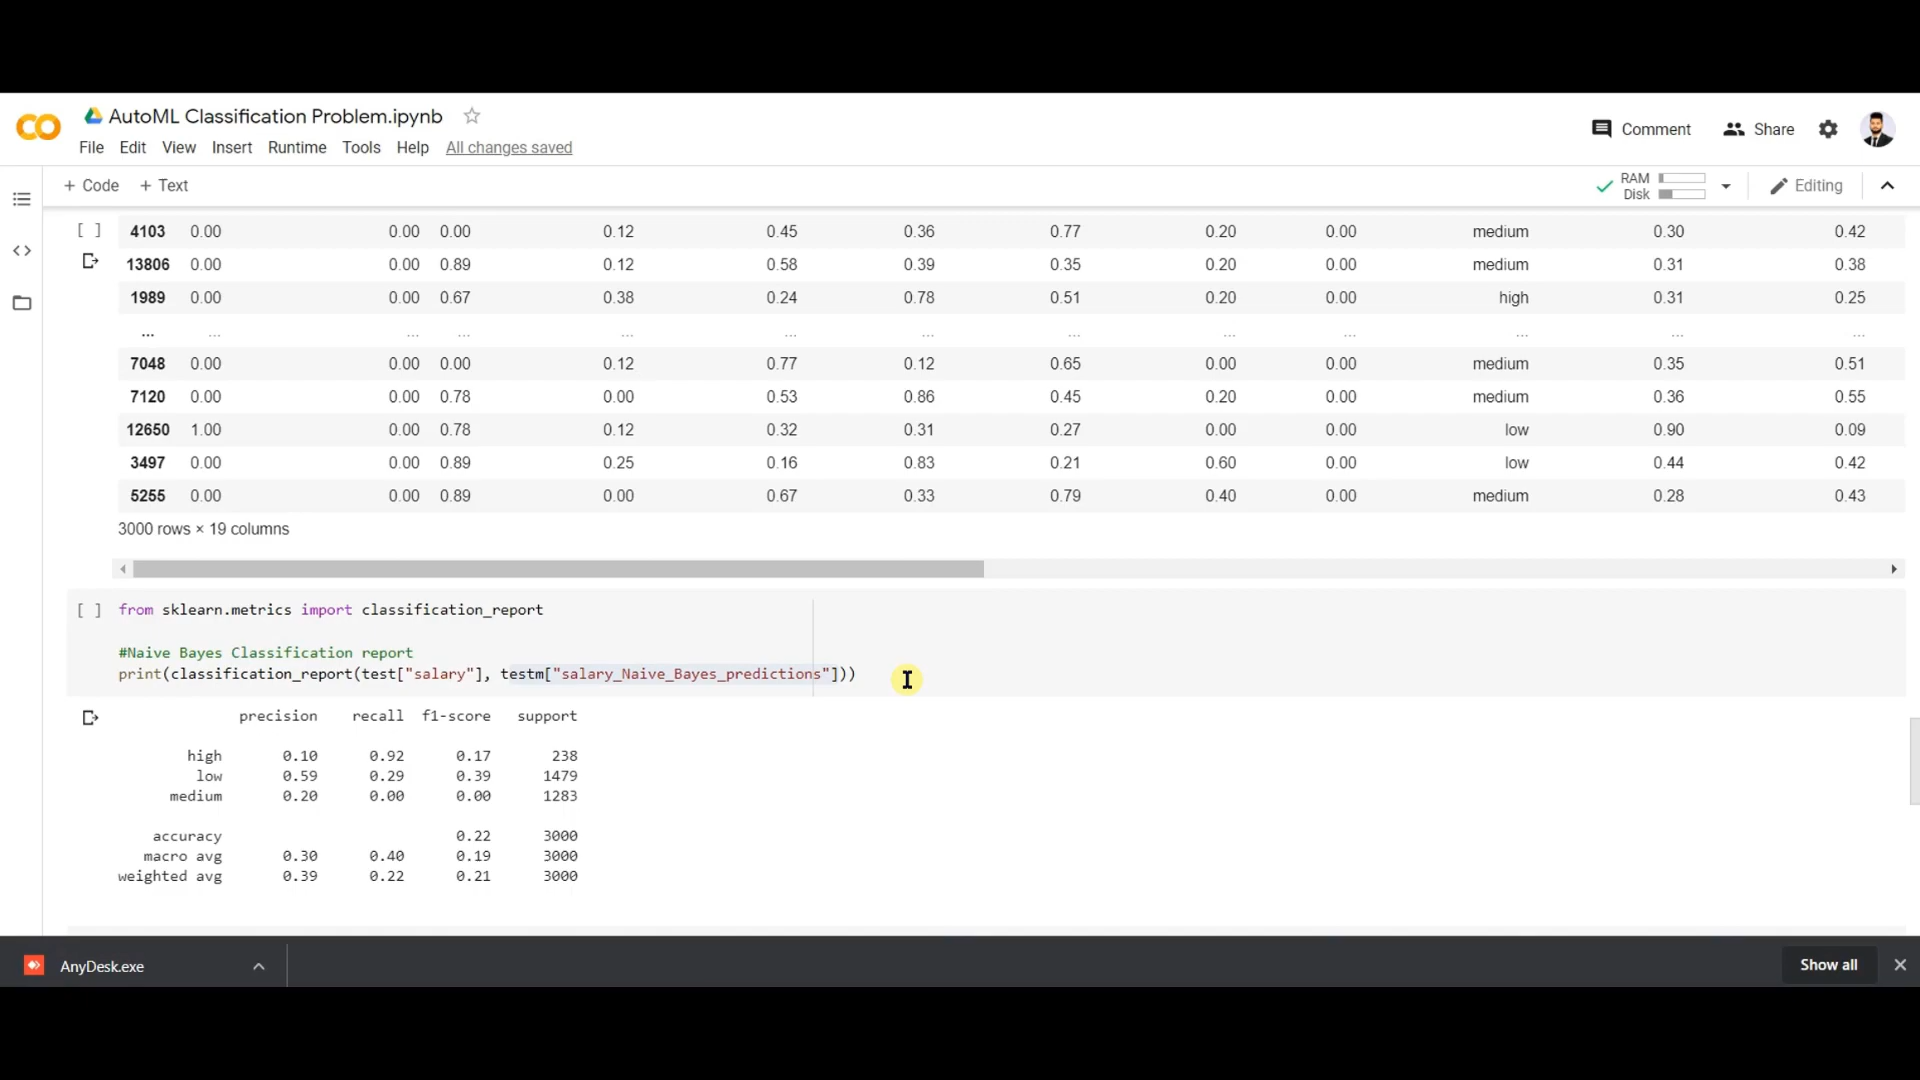 AutoML Classification Problem.ipynb
File Edit View Insert Runtime Tools Help All changes saved
Comment Share
+ Code + Text
RAM
Disk
Editing
[ ] 4103 0.00 0.00 0.00 0.12 0.45 0.36 0.77 0.20 0.00 medium 0.30 0.42
13806 0.00 0.00 0.89 0.12 0.58 0.39 0.35 0.20 0.00 medium 0.31 0.38
1989 0.00 0.00 0.67 0.38 0.24 0.78 0.51 0.20 0.00 high 0.31 0.25
... ... ... ... ... ... ... ... ... ... ... ... ...
7048 0.00 0.00 0.00 0.12 0.77 0.12 0.65 0.00 0.00 medium 0.35 0.51
7120 0.00 0.00 0.78 0.00 0.53 0.86 0.45 0.20 0.00 medium 0.36 0.55
12650 1.00 0.00 0.78 0.12 0.32 0.31 0.27 0.00 0.00 low 0.90 0.09
3497 0.00 0.00 0.89 0.25 0.16 0.83 0.21 0.60 0.00 low 0.44 0.42
5255 0.00 0.00 0.89 0.00 0.67 0.33 0.79 0.40 0.00 medium 0.28 0.43
3000 rows × 19 columns
[ ] from sklearn.metrics import classification_report
#Naive Bayes Classification report
print(classification_report(test["salary"], testm["salary_Naive_Bayes_predictions"]))
precision recall f1-score support
high 0.10 0.92 0.17 238
low 0.59 0.29 0.39 1479
medium 0.20 0.00 0.00 1283
accuracy 0.22 3000
macro avg 0.30 0.40 0.19 3000
weighted avg 0.39 0.22 0.21 3000
AnyDesk.exe
Show all